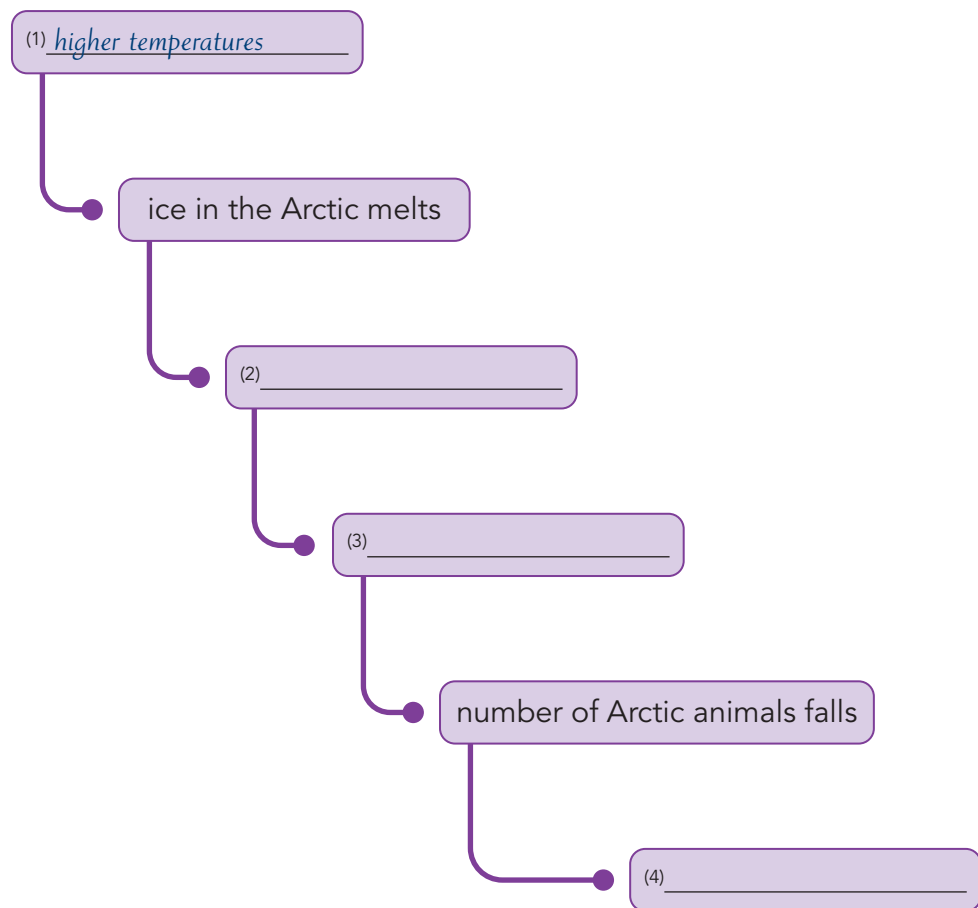 (1) higher temperatures
ice in the Arctic melts
(2)
(3)
number of Arctic animals falls
(4)